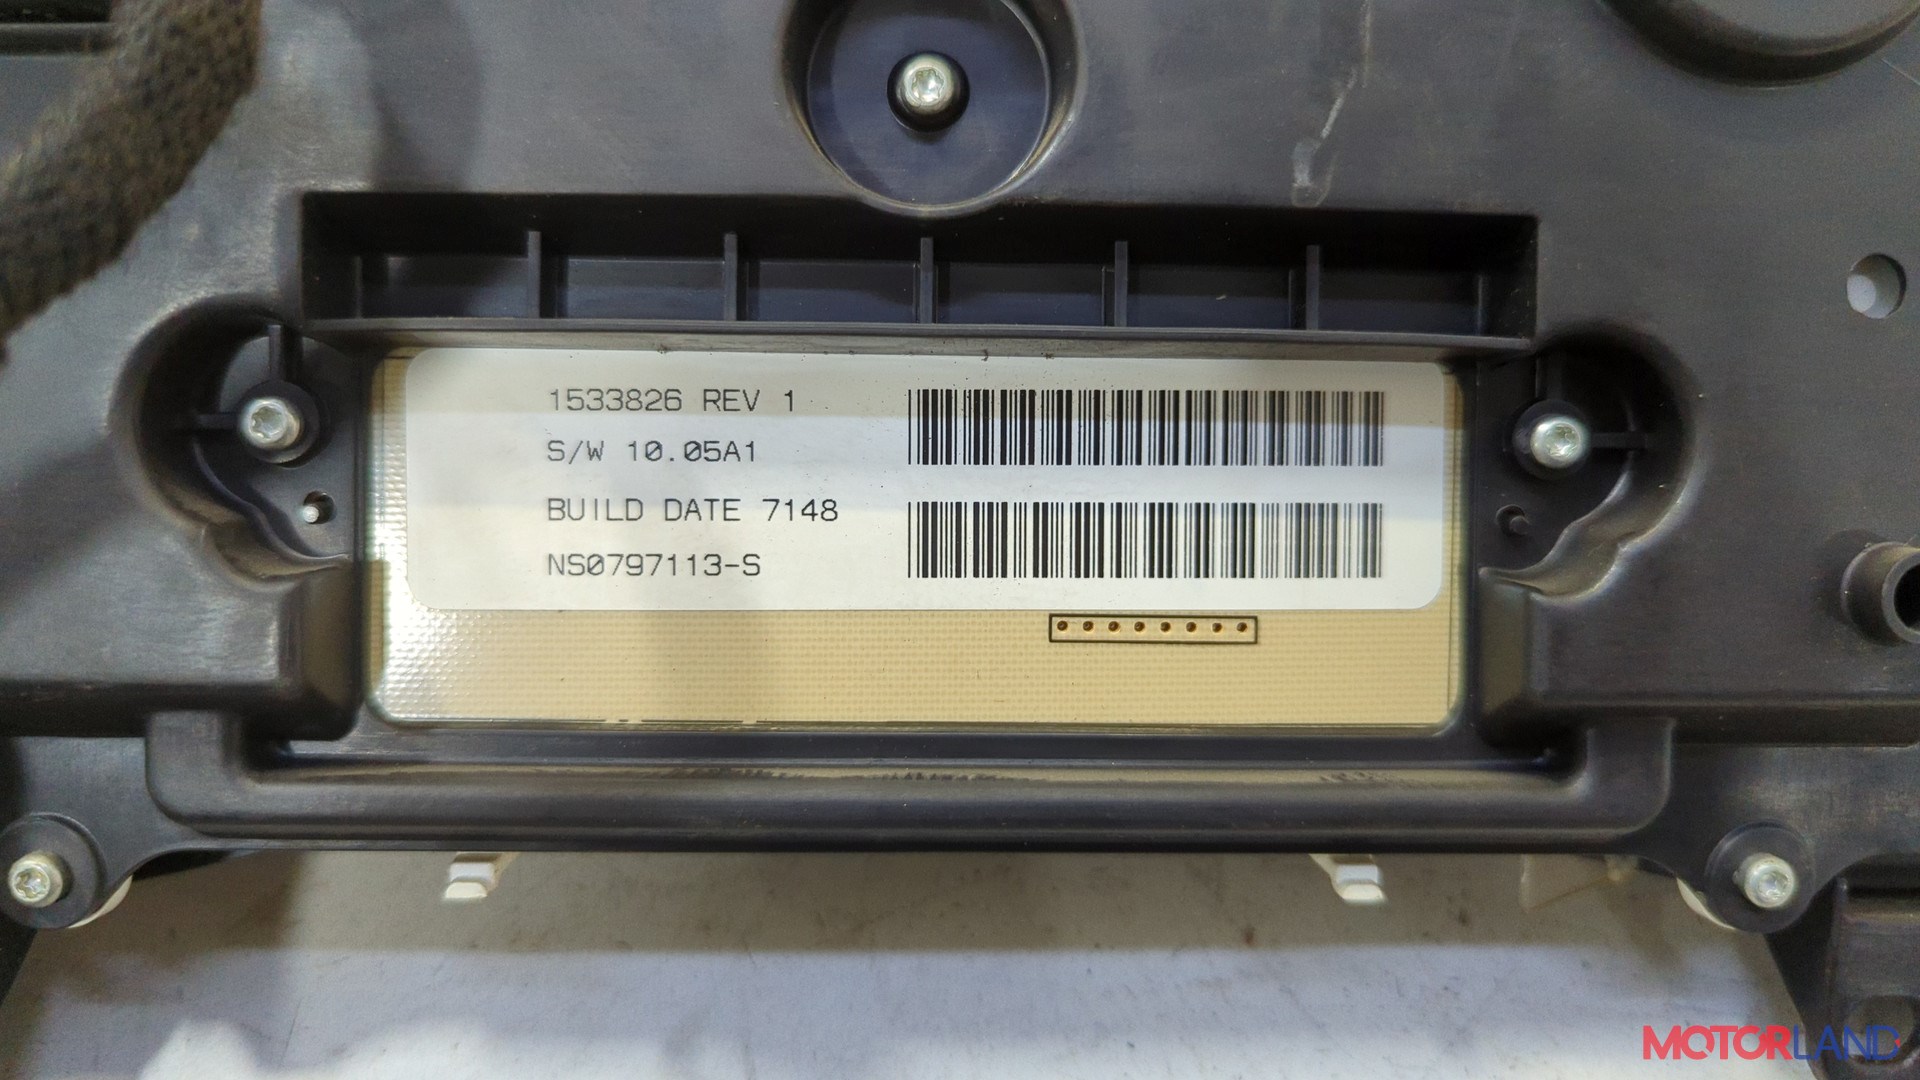 1533826 REV 1
S/W 10.05A1
BUILD DATE 7148
NS0797113-S
MOTORLAND